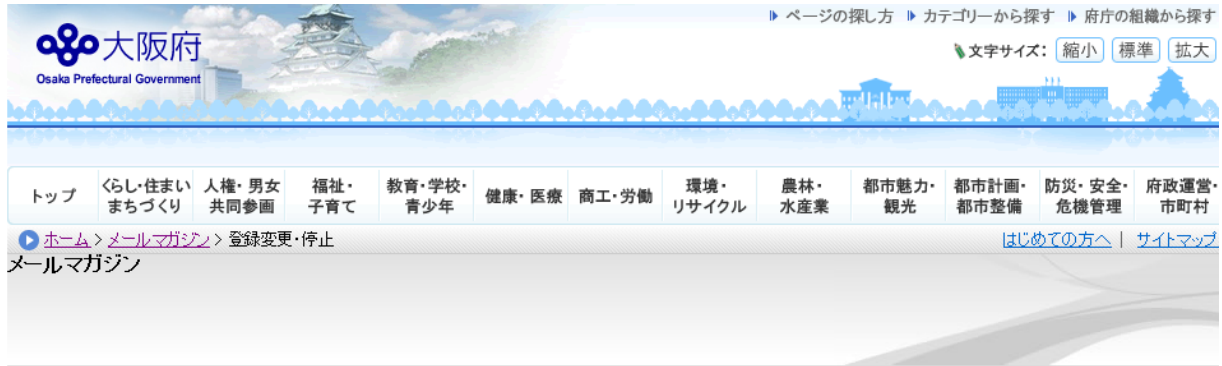 ページの探し方 カテゴリーから探す 府庁の組織から探す
大阪府
Osaka Prefectural Government
文字サイズ: 縮小 標準 拡大
トップ
くらし・住まい
まちづくり
人権・男女
共同参画
福祉・
子育て
教育・学校・
青少年
健康・医療
商工・労働
環境・
リサイクル
農林・
水産業
都市魅力・
観光
都市計画・
都市整備
防災・安全・
危機管理
府政運営・
市町村
ホーム > メールマガジン > 登録変更・停止
はじめての方へ | サイトマップ
メールマガジン